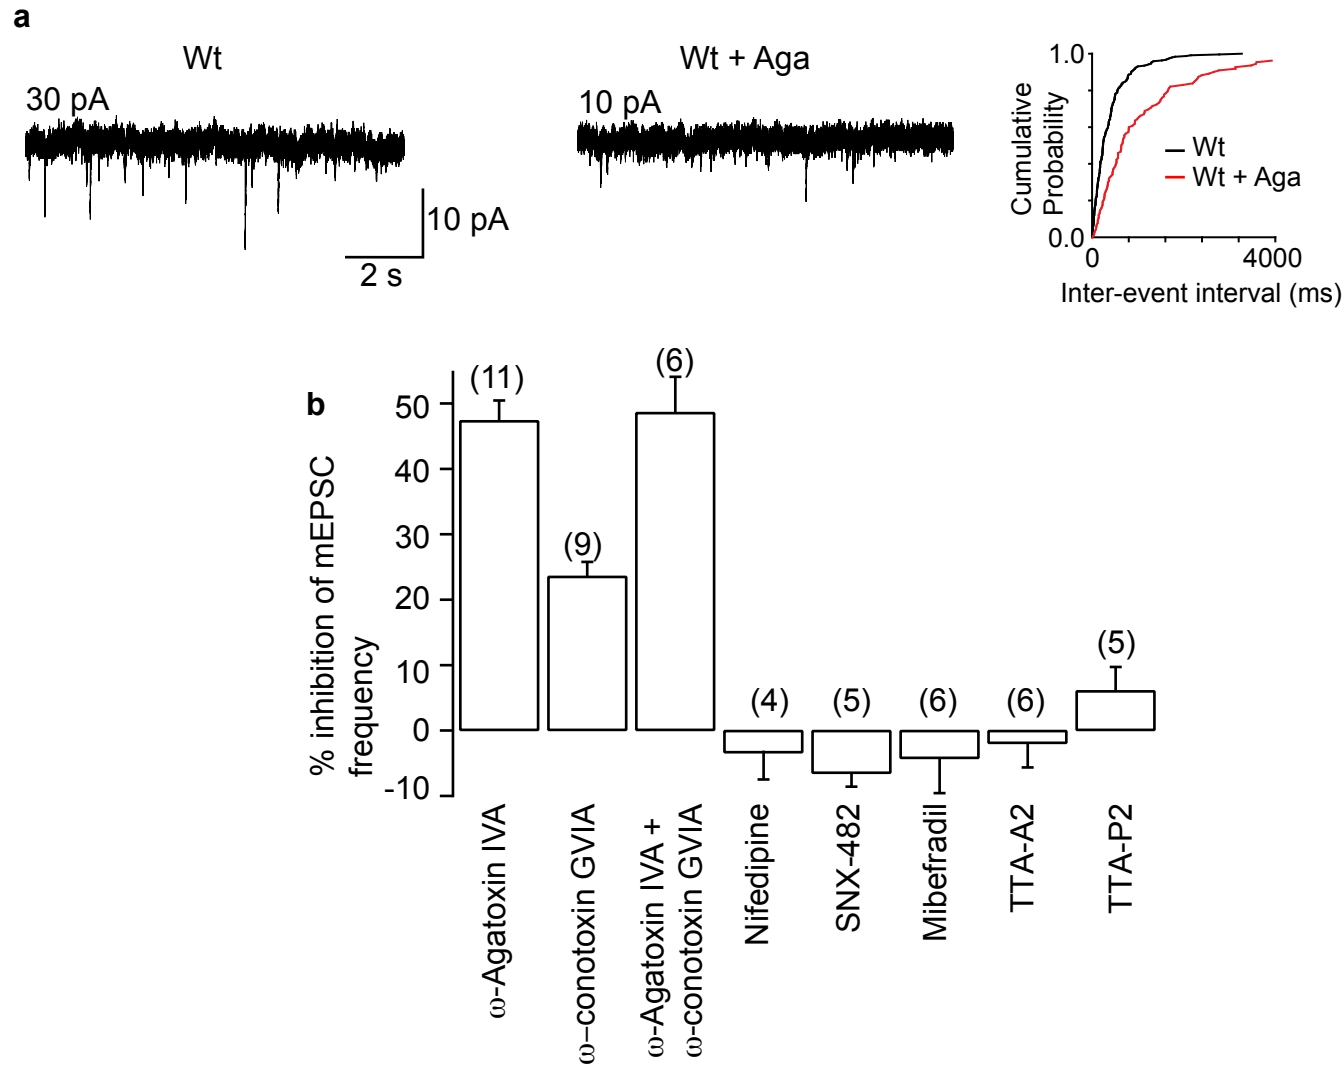 a
Wt
Wt + Aga
30 pA
10 pA
10 pA
2 s
1.0
Cumulative
Probability
Wt
Wt + Aga
0.0
0
4000
Inter-event interval (ms)
b
% inhibition of mEPSC
frequency
50
40
30
20
10
0
-10
(11)
(9)
(6)
(4)
(5)
(6)
(6)
(5)
ω-Agatoxin IVA
ω–conotoxin GVIA
ω-Agatoxin IVA +
ω-conotoxin GVIA
Nifedipine
SNX-482
Mibefradil
TTA-A2
TTA-P2